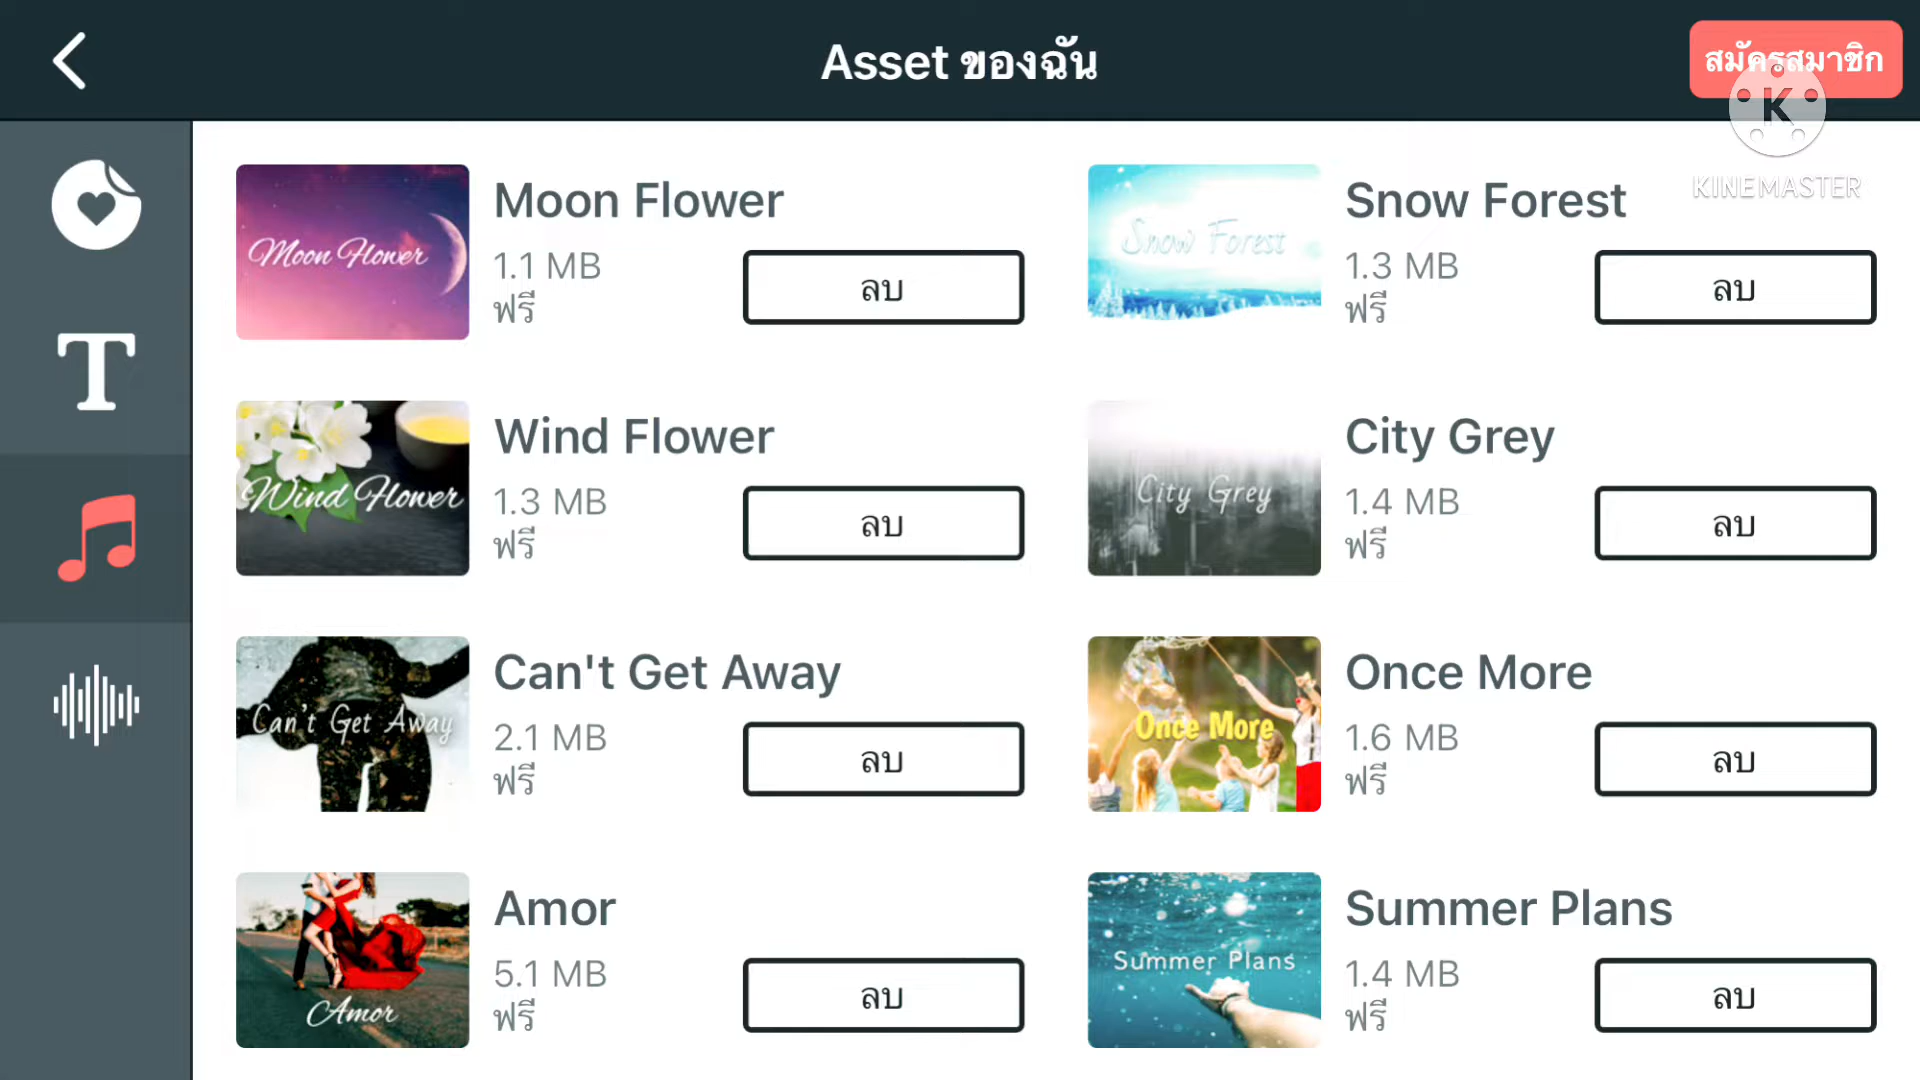 Asset ของฉัน
สมัครสมาชิก
K
KINEMASTER
Moon Flower
Moon Flower
1.1 MB
ฟรี
ลบ
Snow Forest
Snow Forest
1.3 MB
ฟรี
ลบ
Wind Flower
Wind Flower
1.3 MB
ฟรี
ลบ
City Grey
City Grey
1.4 MB
ฟรี
ลบ
Can't Get Away
Can't Get Away
2.1 MB
ฟรี
ลบ
Once More
Once More
1.6 MB
ฟรี
ลบ
Amor
Amor
5.1 MB
ฟรี
ลบ
Summer Plans
Summer Plans
1.4 MB
ฟรี
ลบ